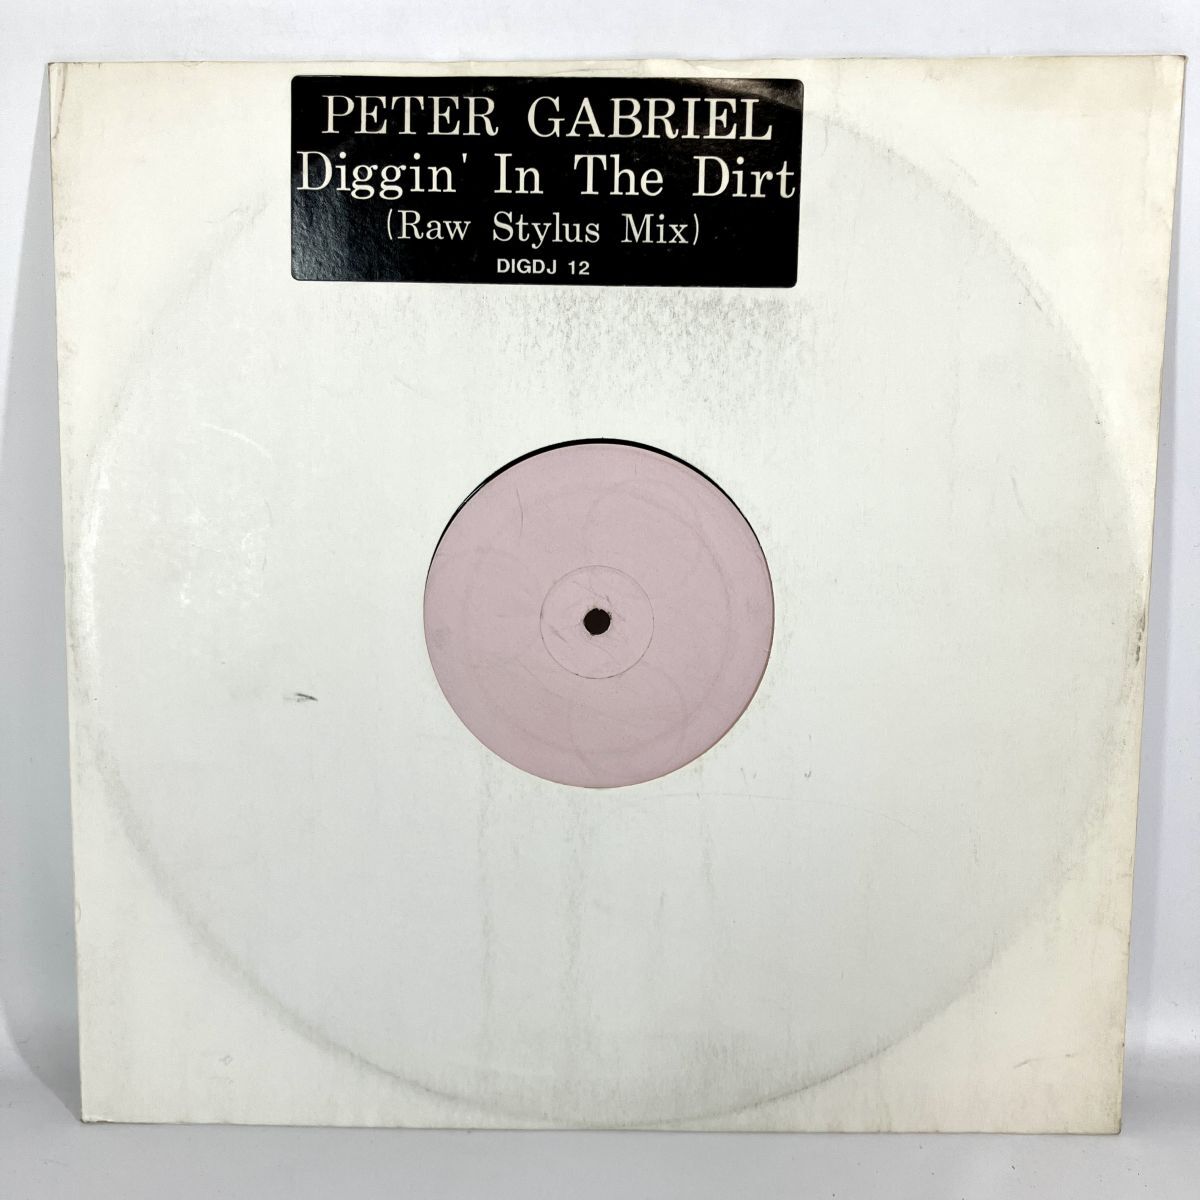 PETER GABRIEL
Diggin' In The Dirt
(Raw Stylus Mix)
DIGDJ 12